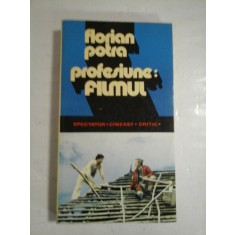 florian
potra
profesiune:
FILMUL
SPECTATOR • CINEAST • CRITIC •